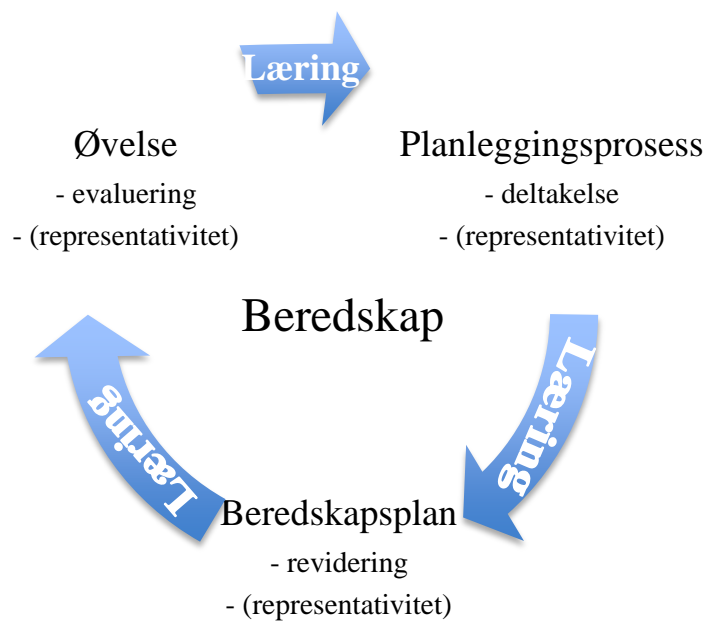 Læring
Øvelse
- evaluering
- (representativitet)
Planleggingsprosess
- deltakelse
- (representativitet)
Beredskap
Læring
Læring
Beredskapsplan
- revidering
- (representativitet)